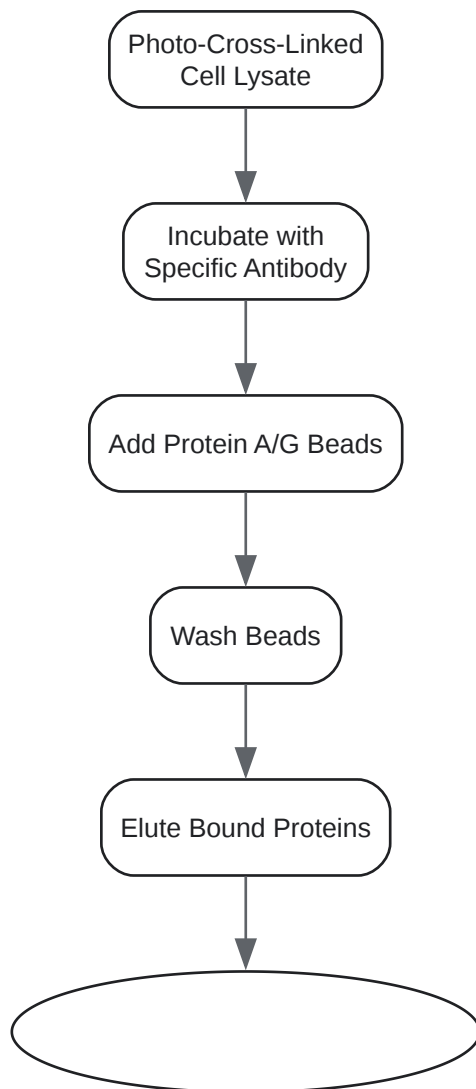 Photo-Cross-Linked
Cell Lysate
Incubate with
Specific Antibody
Add Protein A/G Beads
Wash Beads
Elute Bound Proteins